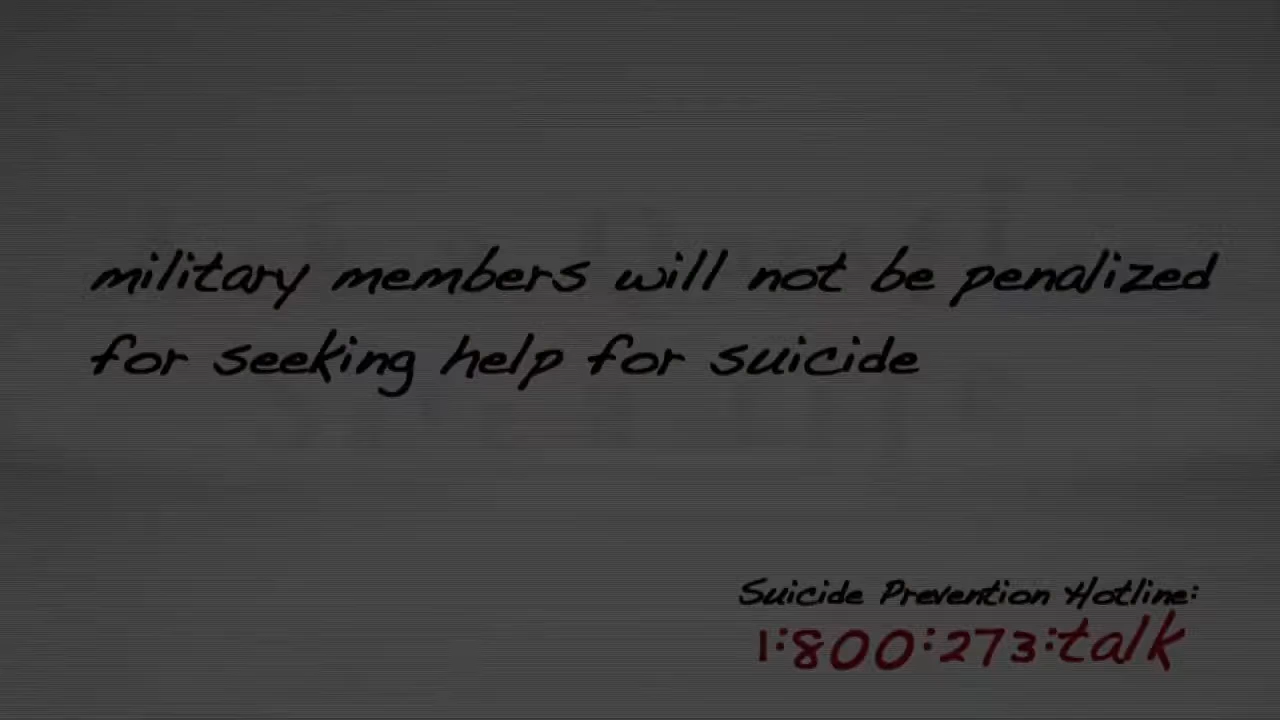 military members will not be penalized
for seeking help for suicide
Suicide Prevention Hotline:
1:800:273:talk